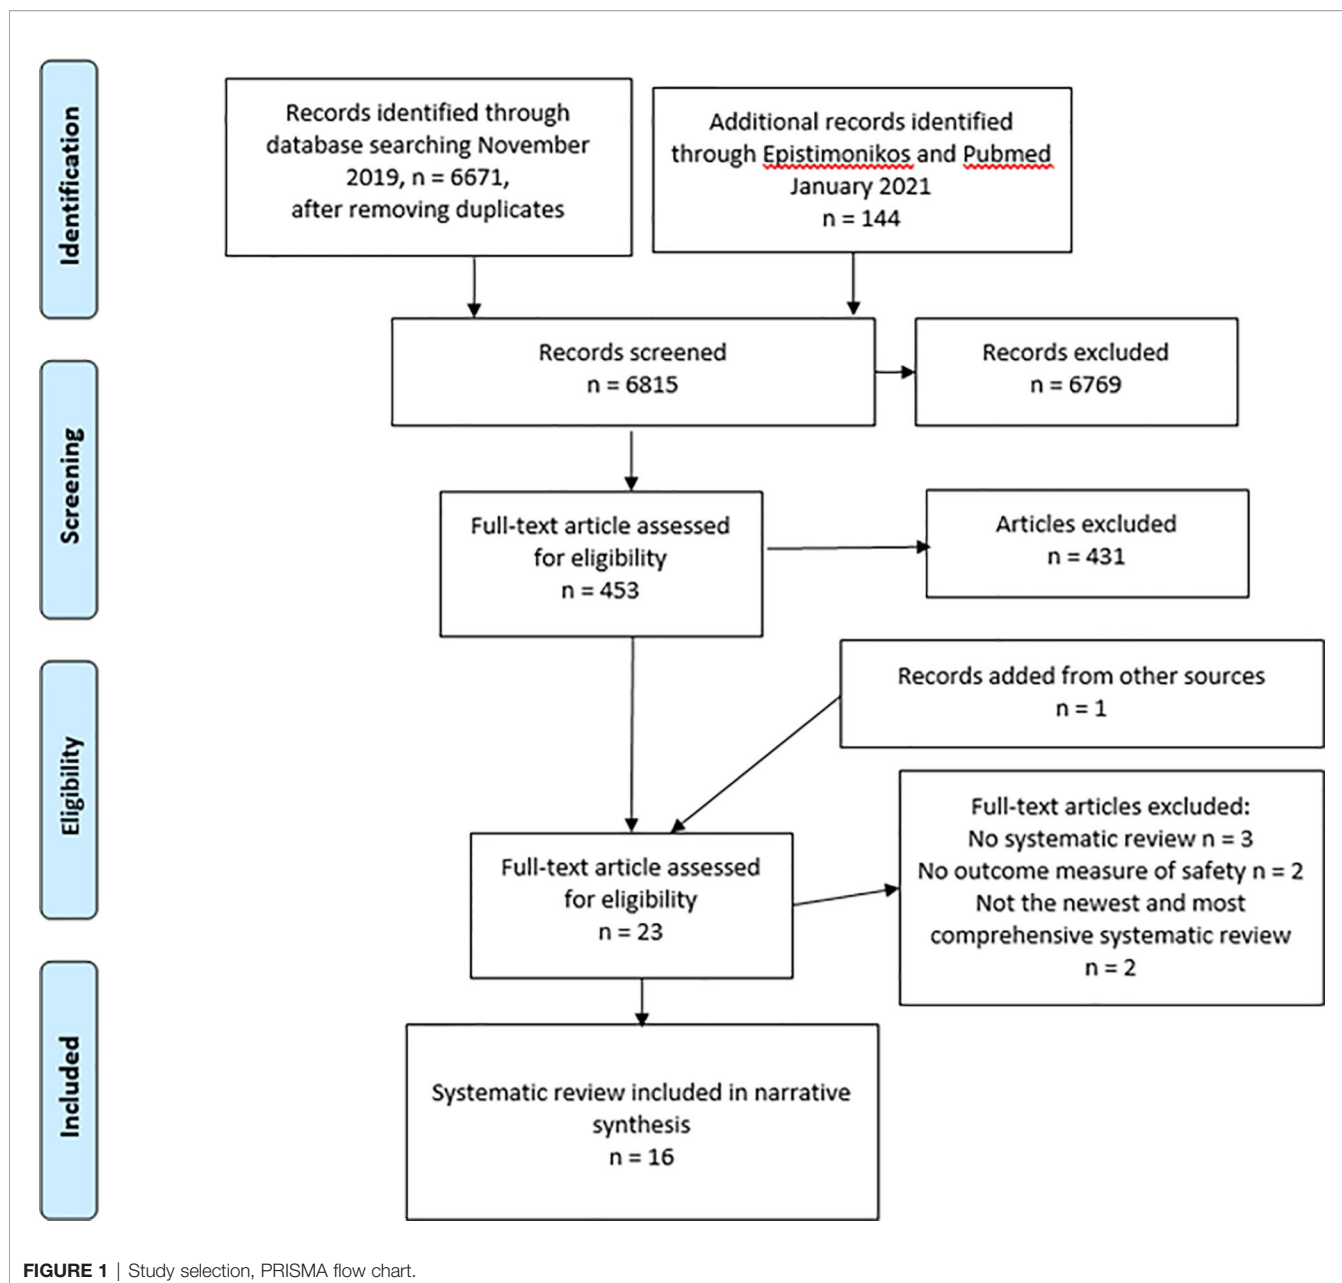 Identification
Records identified through
database searching November
2019, n = 6671,
after removing duplicates
Additional records identified
through Epistimonikos and Pubmed
January 2021
n = 144
Screening
Records screened
n = 6815
Records excluded
n = 6769
Full-text article assessed
for eligibility
n = 453
Articles excluded
n = 431
Eligibility
Records added from other sources
n = 1
Full-text article assessed
for eligibility
n = 23
Full-text articles excluded:
No systematic review n = 3
No outcome measure of safety n = 2
Not the newest and most
comprehensive systematic review
n = 2
Included
Systematic review included in narrative
synthesis
n = 16
FIGURE 1 | Study selection, PRISMA flow chart.